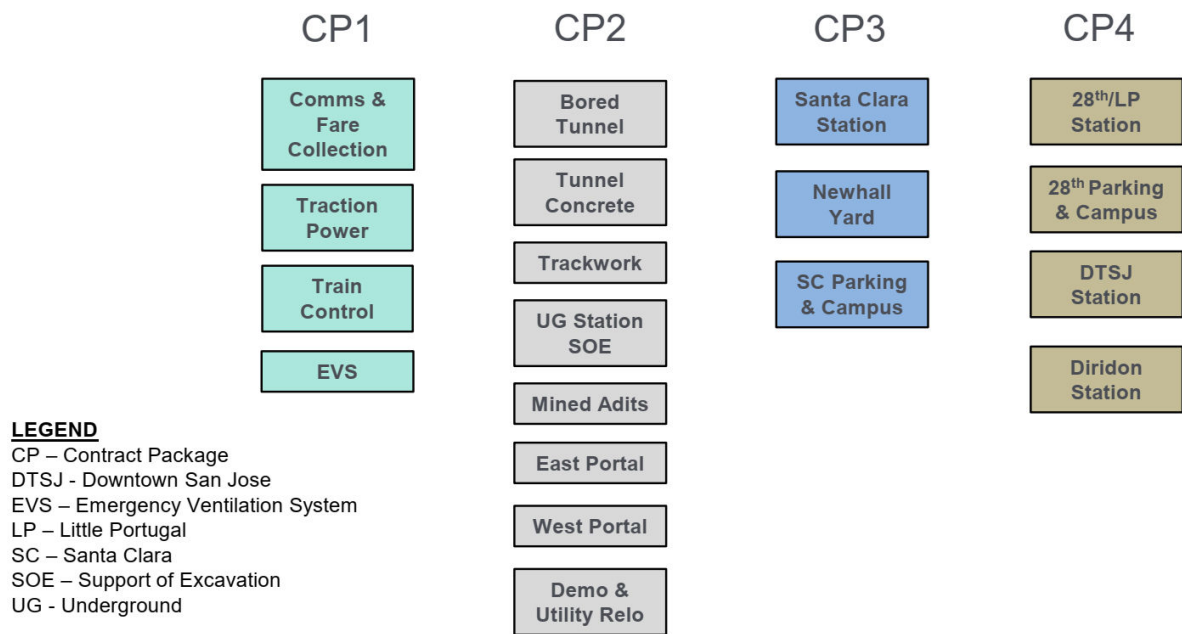 CP1
CP2
CP3
CP4
Comms &
Fare
Collection
Traction
Power
Train
Control
EVS
Bored
Tunnel
Tunnel
Concrete
Trackwork
UG Station
SOE
Mined Adits
East Portal
West Portal
Demo &
Utility Relo
Santa Clara
Station
Newhall
Yard
SC Parking
& Campus
28th/LP
Station
28th Parking
& Campus
DTSJ
Station
Diridon
Station
LEGEND
CP – Contract Package
DTSJ - Downtown San Jose
EVS – Emergency Ventilation System
LP – Little Portugal
SC – Santa Clara
SOE – Support of Excavation
UG - Underground